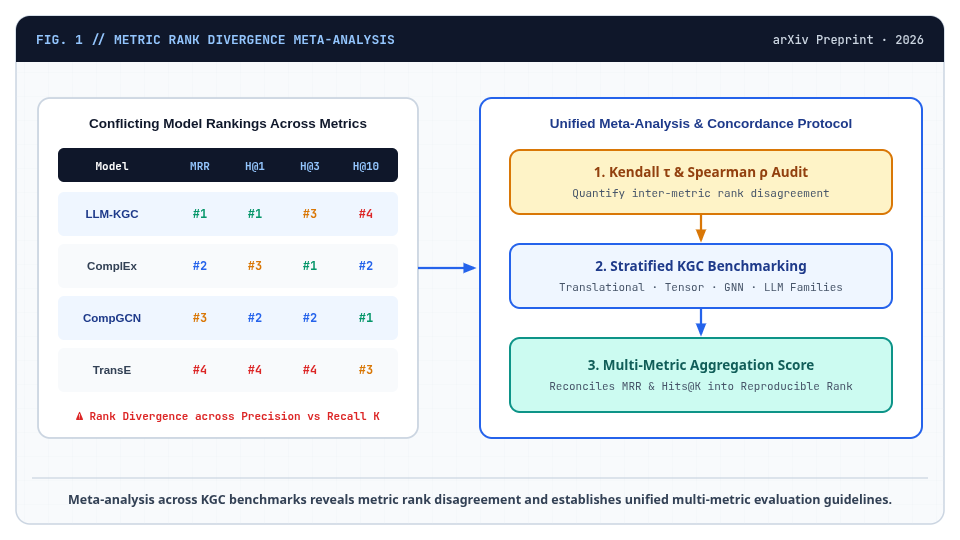 FIG. 1 // METRIC RANK DIVERGENCE META-ANALYSIS
arXiv Preprint · 2026
Conflicting Model Rankings Across Metrics
Model MRR H@1 H@3 H@10
LLM-KGC #1 #1 #3 #4
ComplEx #2 #3 #1 #2
CompGCN #3 #2 #2 #1
TransE #4 #4 #4 #3
⚠ Rank Divergence across Precision vs Recall K
Unified Meta-Analysis & Concordance Protocol
1. Kendall τ & Spearman ρ Audit
Quantify inter-metric rank disagreement
2. Stratified KGC Benchmarking
Translational · Tensor · GNN · LLM Families
3. Multi-Metric Aggregation Score
Reconciles MRR & Hits@K into Reproducible Rank
Meta-analysis across KGC benchmarks reveals metric rank disagreement and establishes unified multi-metric evaluation guidelines.